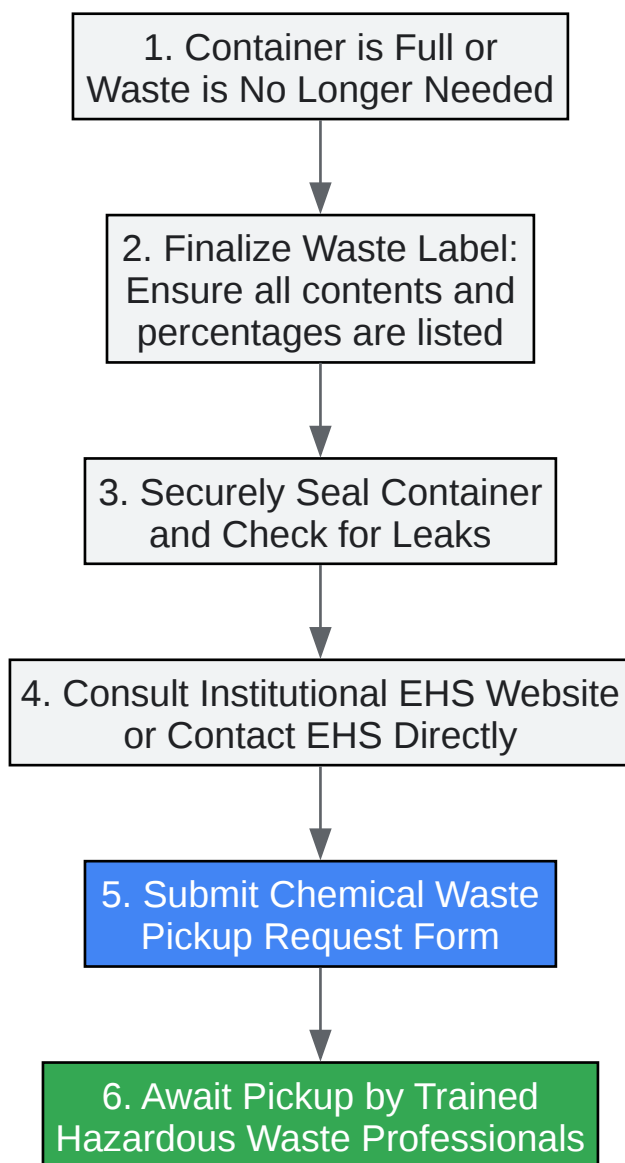 1. Container is Full or
Waste is No Longer Needed
2. Finalize Waste Label:
Ensure all contents and
percentages are listed
3. Securely Seal Container
and Check for Leaks
4. Consult Institutional EHS Website
or Contact EHS Directly
5. Submit Chemical Waste
Pickup Request Form
6. Await Pickup by Trained
Hazardous Waste Professionals